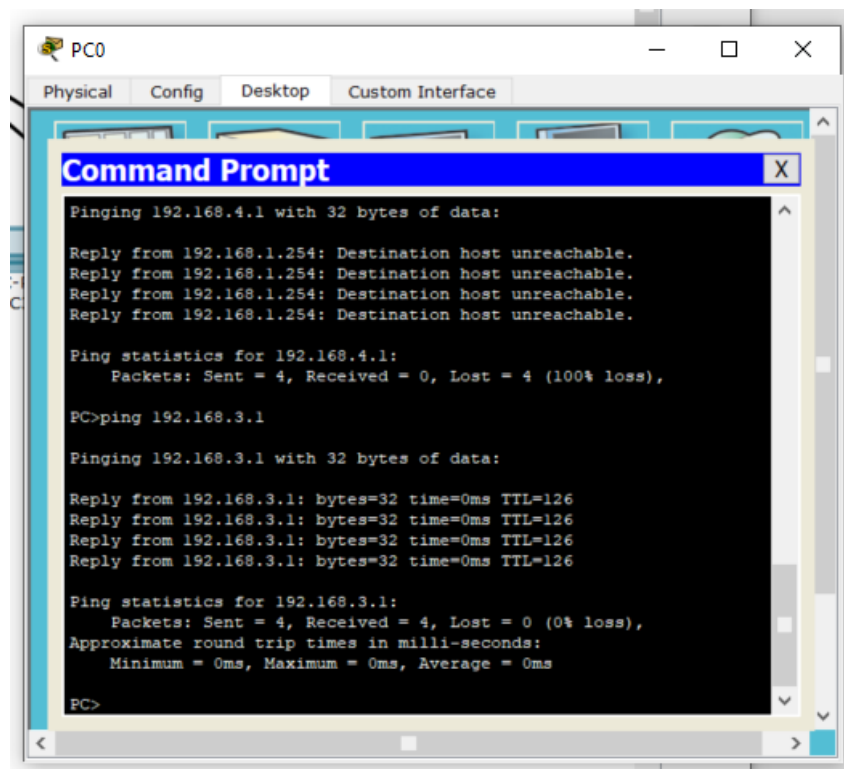 PC0
Physical Config Desktop Custom Interface
Command Prompt X
Pinging 192.168.4.1 with 32 bytes of data:
Reply from 192.168.1.254: Destination host unreachable.
Reply from 192.168.1.254: Destination host unreachable.
Reply from 192.168.1.254: Destination host unreachable.
Reply from 192.168.1.254: Destination host unreachable.
Ping statistics for 192.168.4.1:
Packets: Sent = 4, Received = 0, Lost = 4 (100% loss),
PC>ping 192.168.3.1
Pinging 192.168.3.1 with 32 bytes of data:
Reply from 192.168.3.1: bytes=32 time=0ms TTL=126
Reply from 192.168.3.1: bytes=32 time=0ms TTL=126
Reply from 192.168.3.1: bytes=32 time=0ms TTL=126
Reply from 192.168.3.1: bytes=32 time=0ms TTL=126
Ping statistics for 192.168.3.1:
Packets: Sent = 4, Received = 4, Lost = 0 (0% loss),
Approximate round trip times in milli-seconds:
Minimum = 0ms, Maximum = 0ms, Average = 0ms
PC>